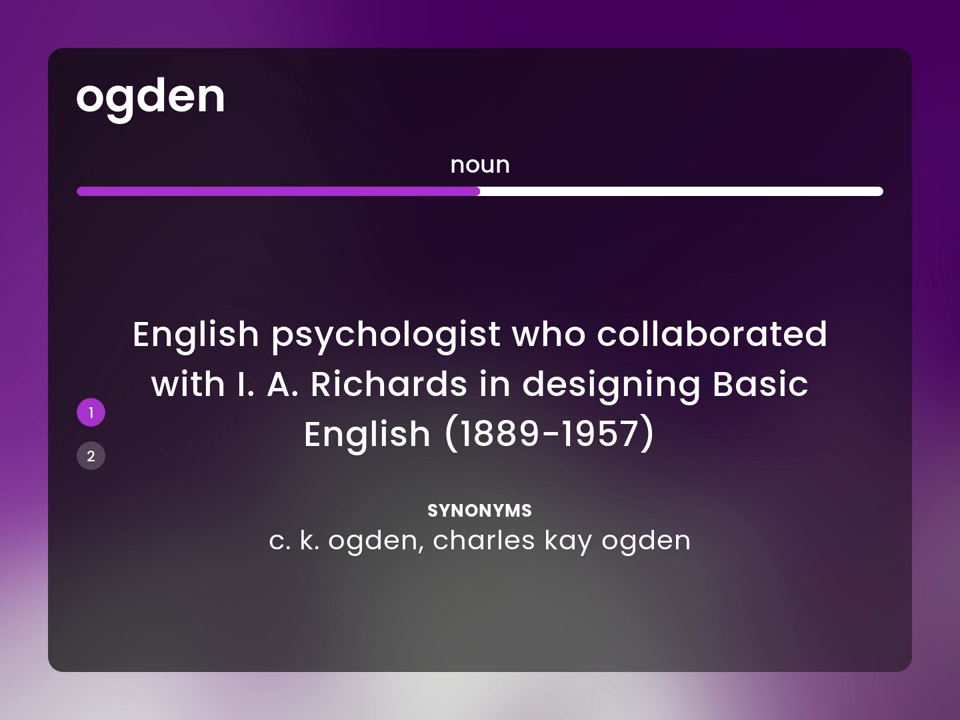 ogden
noun
English psychologist who collaborated
with I. A. Richards in designing Basic
English (1889-1957)
1
2
SYNONYMS
c. k. ogden, charles kay ogden